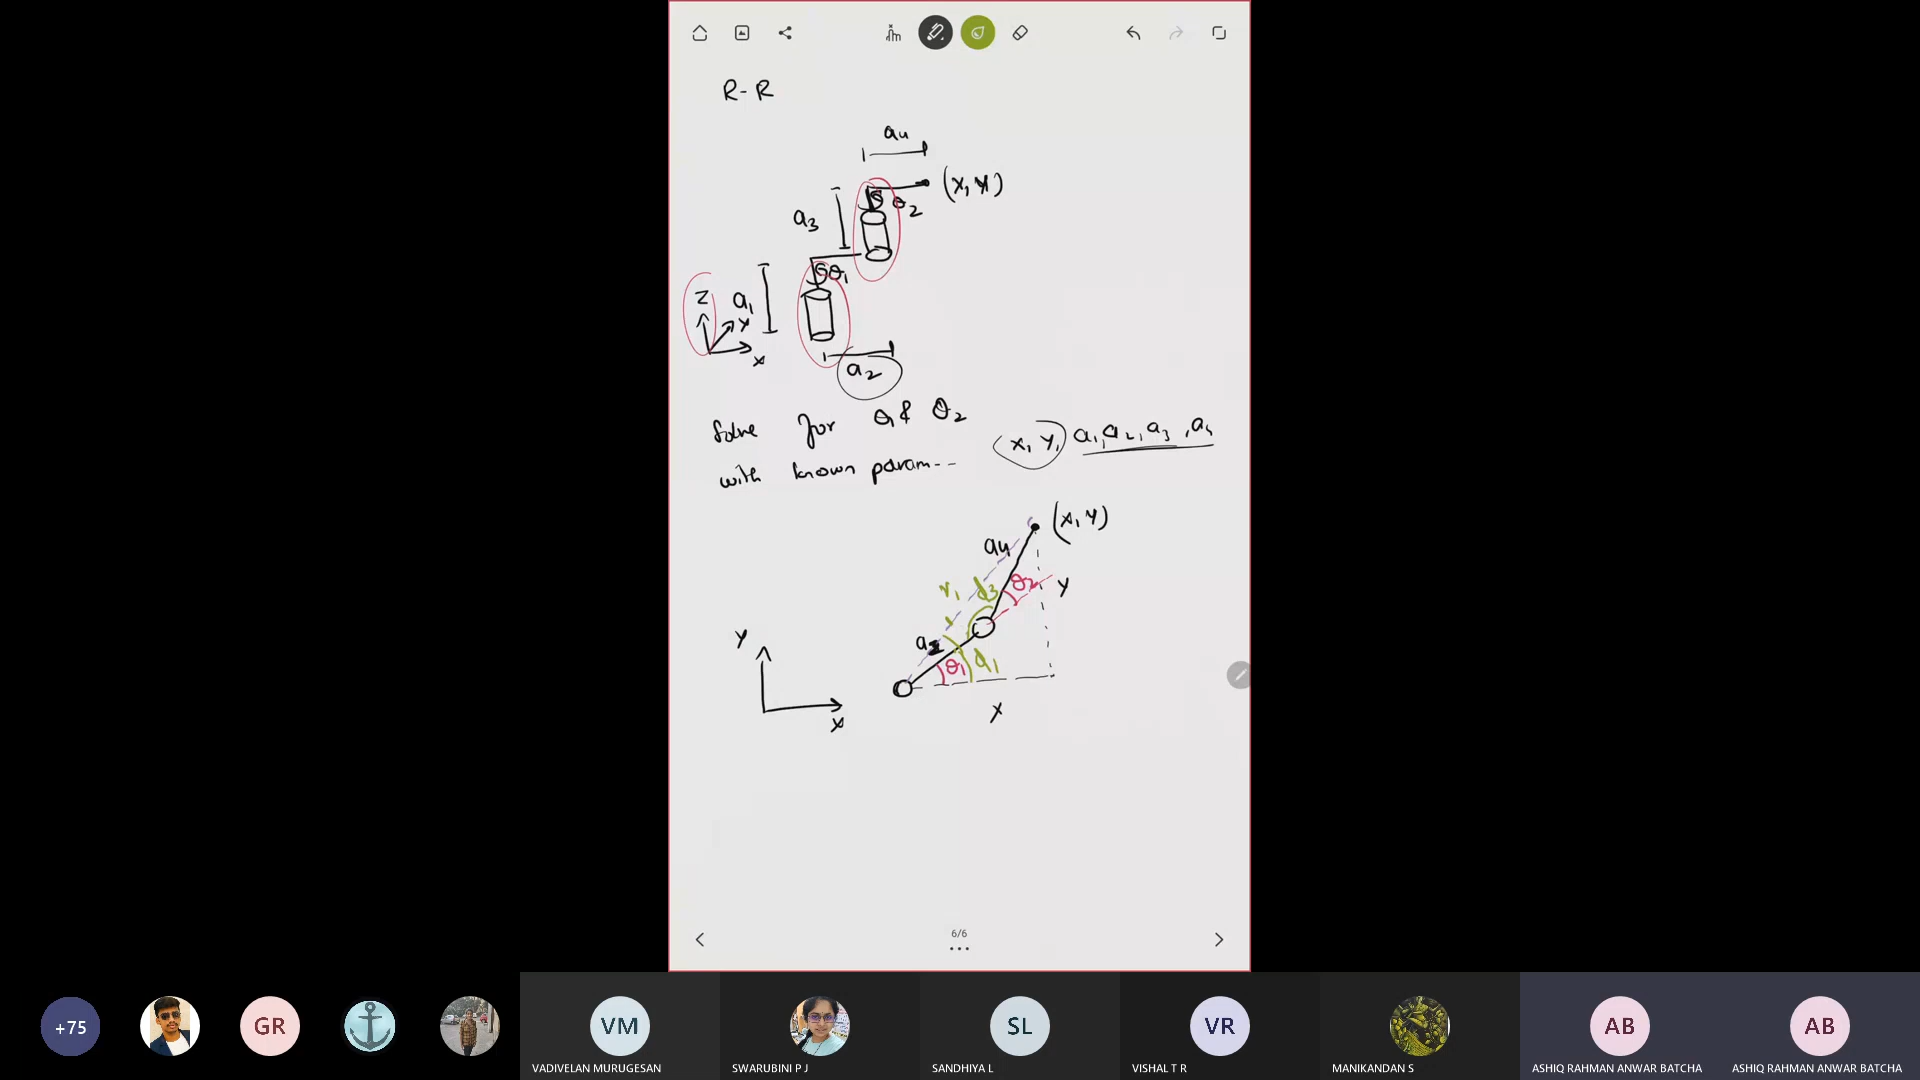 R-R
a4
(x, y)
θ2
a3
θ1
z
a1
y
x
a2
Solve for θ1 & θ2
x, y, a1, a2, a3, a4
with known param--
(x, y)
a4
θ2
r1
d3
y
a2
θ1
d1
y
x
x
6/6
+75
GR
VM
SL
VR
AB
AB
VADIVELAN MURUGESAN
SWARUBINI P J
SANDHIYA L
VISHAL T R
MANIKANDAN S
ASHIQ RAHMAN ANWAR BATCHA
ASHIQ RAHMAN ANWAR BATCHA